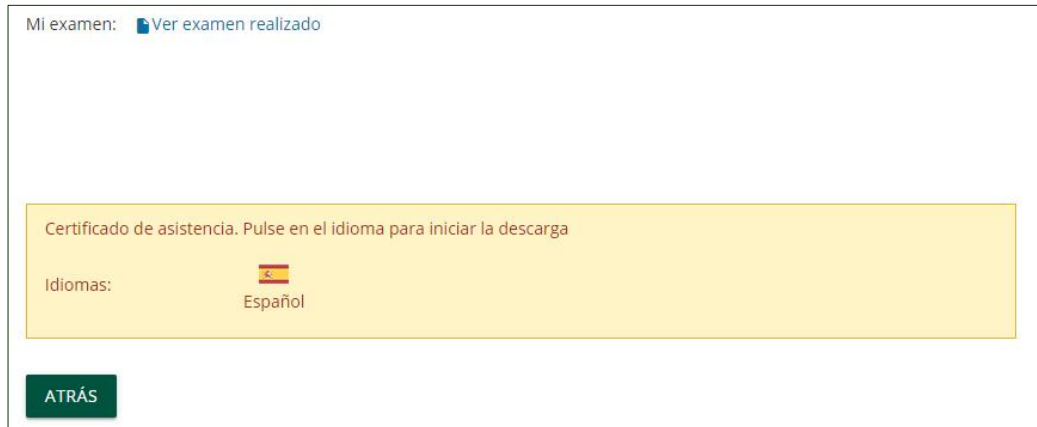 Mi examen: Ver examen realizado
Certificado de asistencia. Pulse en el idioma para iniciar la descarga
Idiomas:
Español
ATRÁS